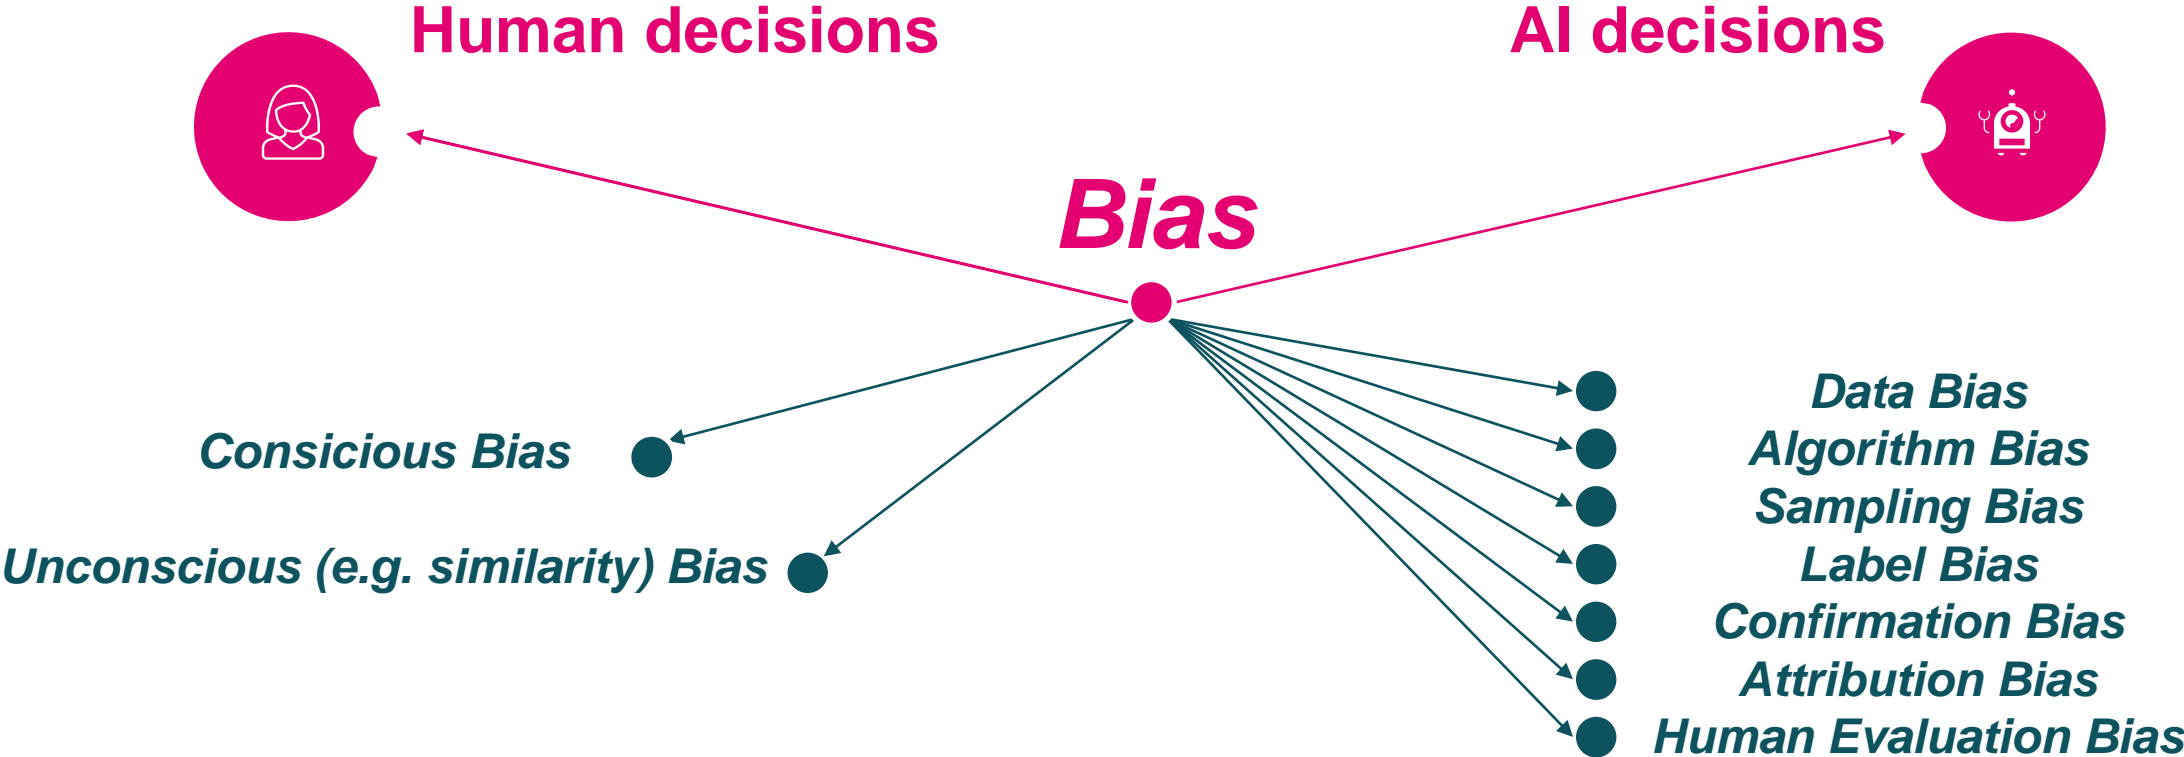 Human decisions
AI decisions
Bias
Consicious Bias
Unconscious (e.g. similarity) Bias
Data Bias
Algorithm Bias
Sampling Bias
Label Bias
Confirmation Bias
Attribution Bias
Human Evaluation Bias